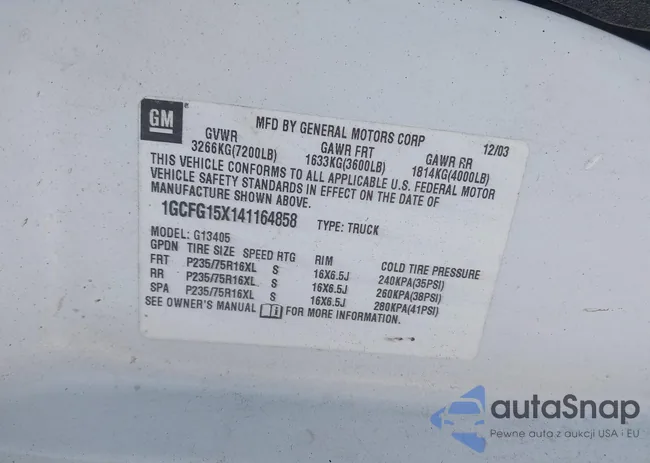 GM
MFD BY GENERAL MOTORS CORP 12/03
GVWR GAWR FRT GAWR RR
3266KG(7200LB) 1633KG(3600LB) 1814KG(4000LB)
THIS VEHICLE CONFORMS TO ALL APPLICABLE U.S. FEDERAL MOTOR
VEHICLE SAFETY STANDARDS IN EFFECT ON THE DATE OF
MANUFACTURE SHOWN ABOVE.
1GCFG15X141164858 TYPE: TRUCK
MODEL: G13405
GPDN TIRE SIZE SPEED RTG RIM COLD TIRE PRESSURE
FRT P235/75R16XL S 16X6.5J 240KPA(35PSI)
RR P235/75R16XL S 16X6.5J 260KPA(38PSI)
SPA P235/75R16XL S 16X6.5J 280KPA(41PSI)
SEE OWNER'S MANUAL FOR MORE INFORMATION.
autaSnap
Pewne auta z aukcji USA i EU